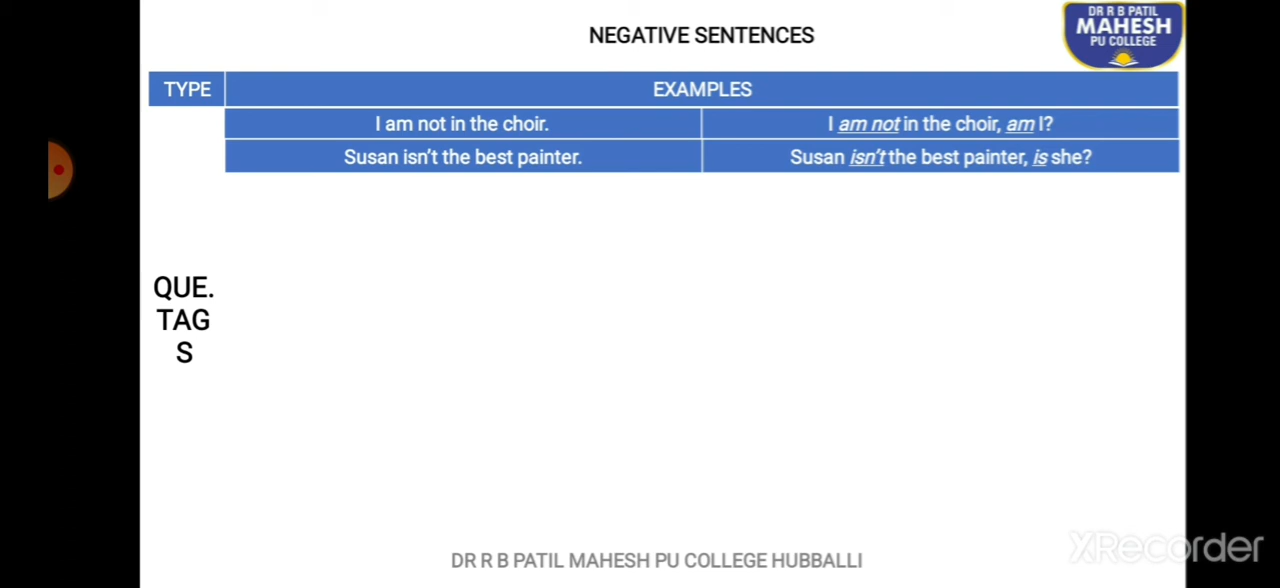 DR R B PATIL
MAHESH
PU COLLEGE
NEGATIVE SENTENCES
TYPE EXAMPLES
I am not in the choir. I am not in the choir, am I?
Susan isn't the best painter. Susan isn't the best painter, is she?
QUE.
TAG
S
DR R B PATIL MAHESH PU COLLEGE HUBBALLI
XRecorder